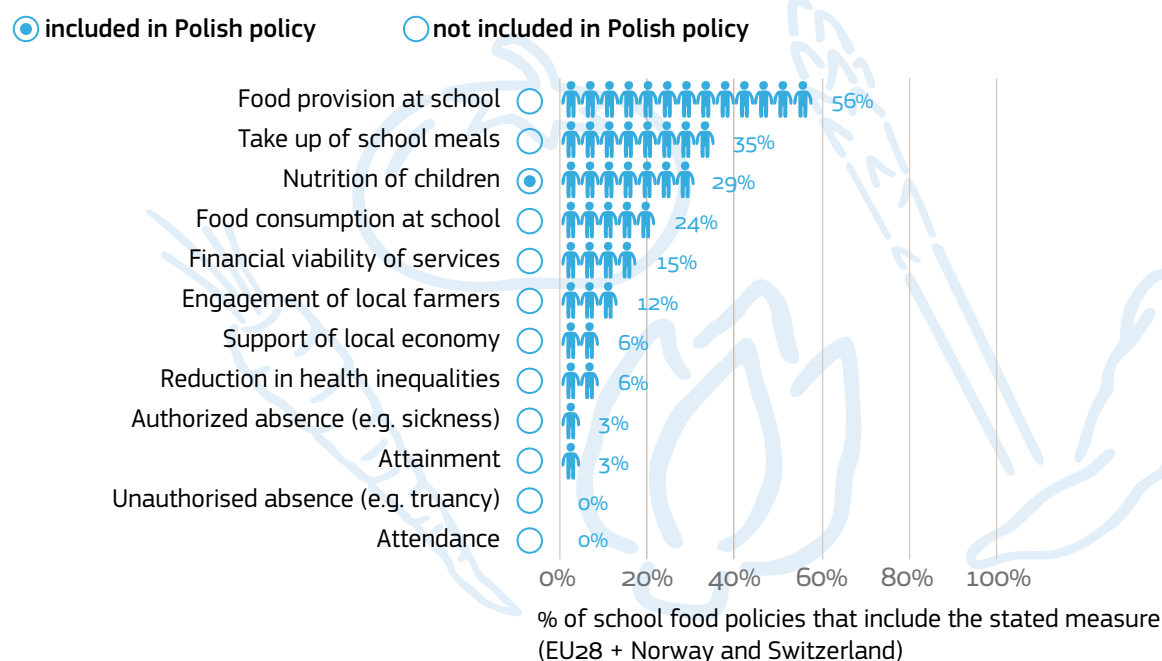 included in Polish policy not included in Polish policy
Food provision at school 56%
Take up of school meals 35%
Nutrition of children 29%
Food consumption at school 24%
Financial viability of services 15%
Engagement of local farmers 12%
Support of local economy 6%
Reduction in health inequalities 6%
Authorized absence (e.g. sickness) 3%
Attainment 3%
Unauthorised absence (e.g. truancy) 0%
Attendance 0%
0% 20% 40% 60% 80% 100%
% of school food policies that include the stated measure
(EU28 + Norway and Switzerland)